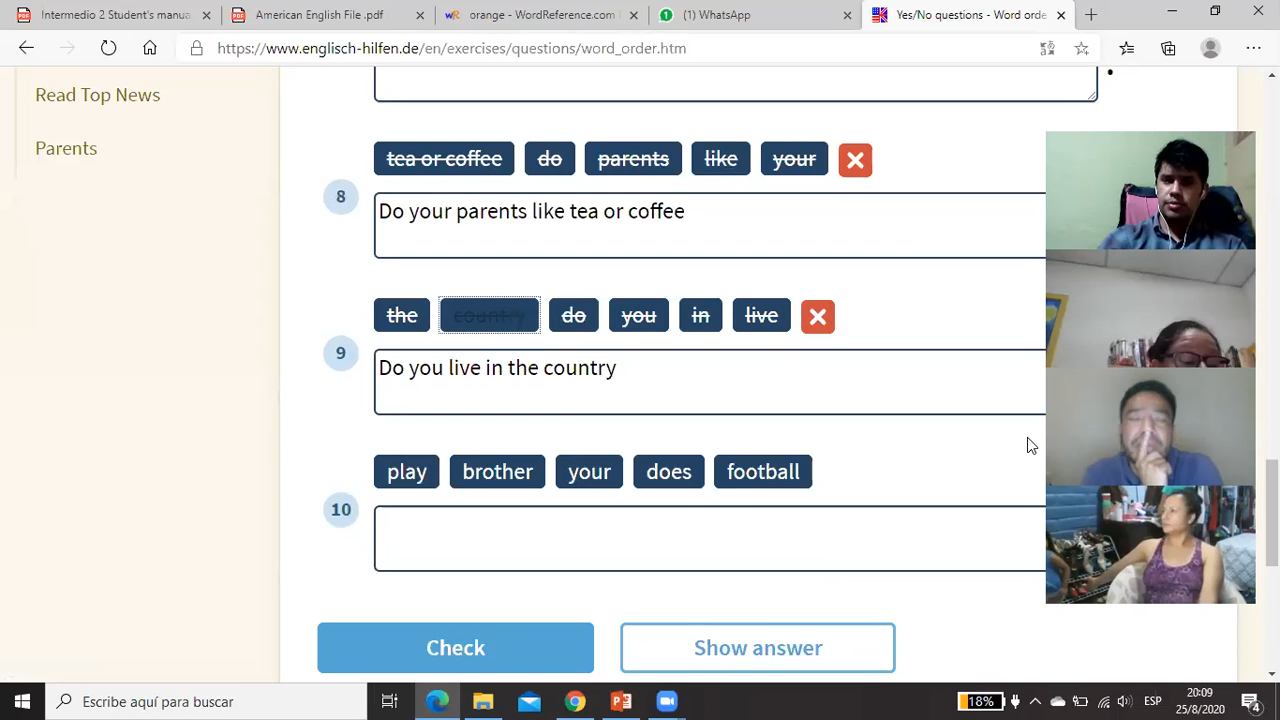 Intermedio 2 Student's manua
American English File .pdf
orange - WordReference.com
(1) WhatsApp
Yes/No questions - Word orde
https://www.englisch-hilfen.de/en/exercises/questions/word_order.htm
Read Top News
Parents
tea or coffee do parents like your
8
Do your parents like tea or coffee
the country do you in live
9
Do you live in the country
play brother your does football
10
Check
Show answer
Escribe aquí para buscar
18%
ESP
20:09
25/8/2020
4